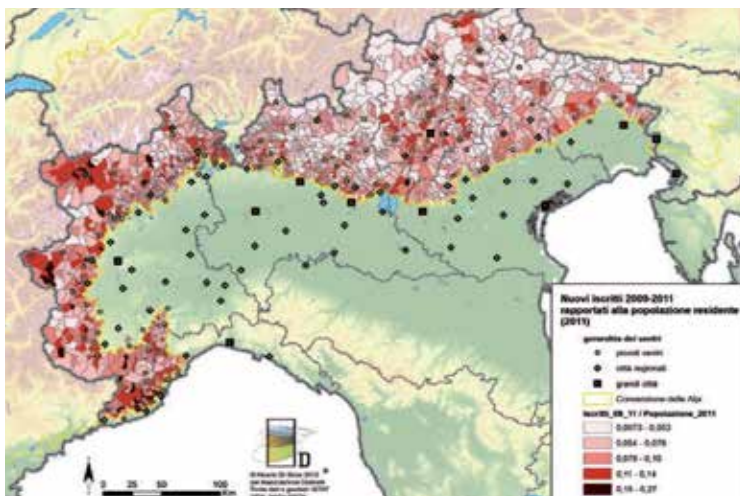 Nuovi iscritti 2009-2011
rapportati alla popolazione residente
(2011)
gerarchia dei centri
piccoli centri
città regionali
grandi città
Convenzione delle Alpi
Iscritti_09_11 / Popolazione_2011
0,0073 - 0,053
0,054 - 0,078
0,079 - 0,10
0,11 - 0,14
0,15 - 0,27
D
0
25
50
100
Km